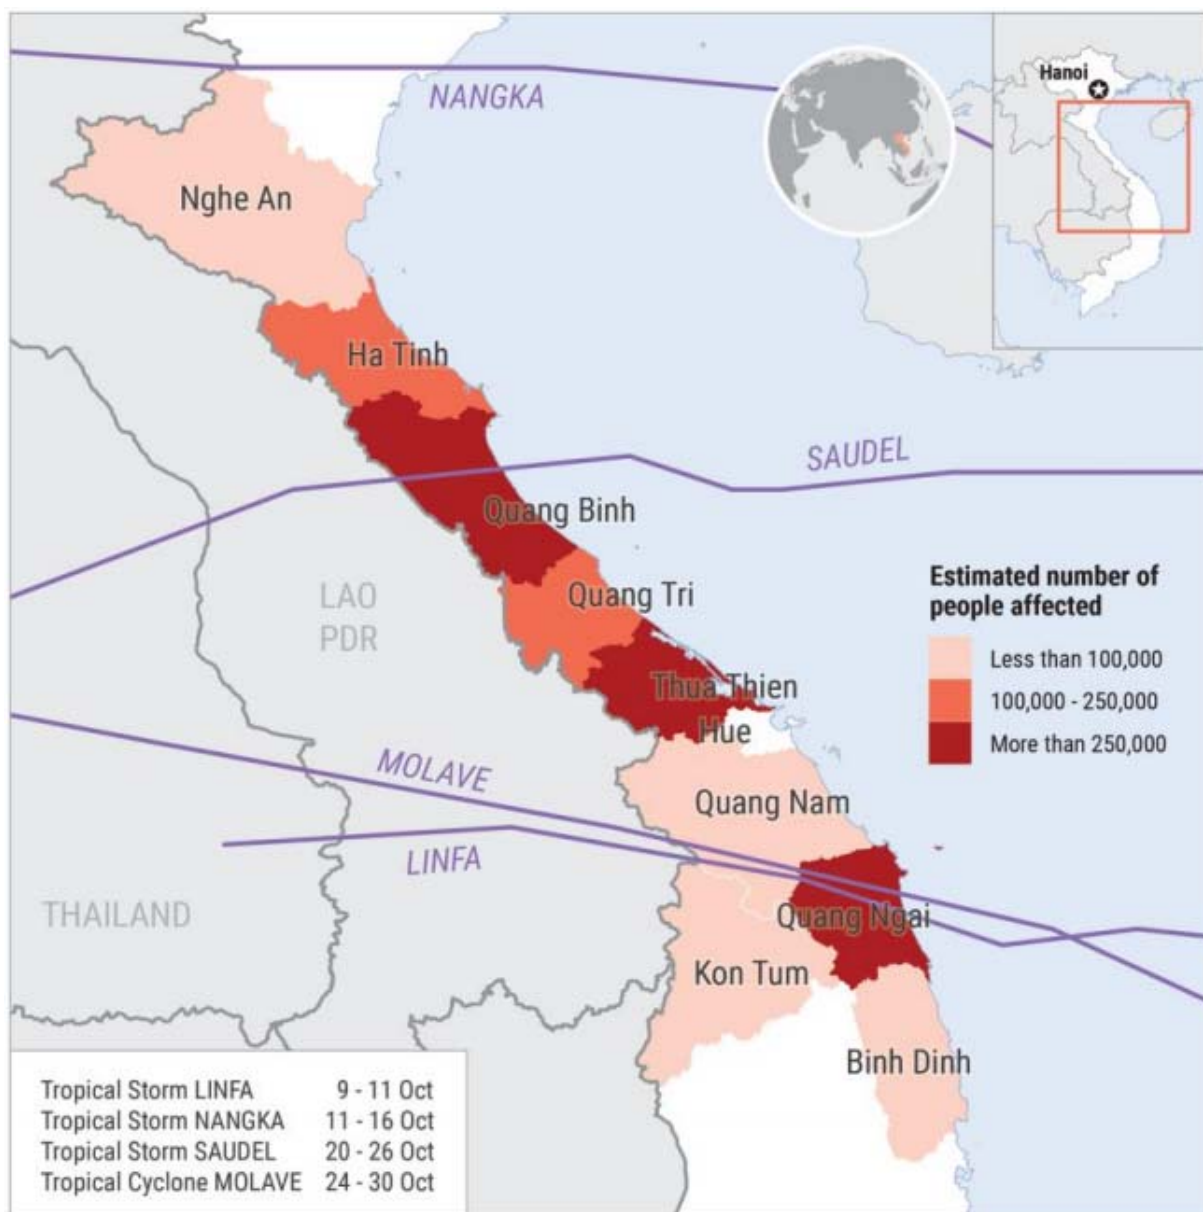 NANGKA
Hanoi
Nghe An
Ha Tinh
SAUDEL
Quang Binh
Estimated number of
people affected
Less than 100,000
100,000 - 250,000
More than 250,000
LAO
PDR
Quang Tri
Thua Thien
Hue
MOLAVE
Quang Nam
LINFA
THAILAND
Quang Ngai
Kon Tum
Binh Dinh
Tropical Storm LINFA 9 - 11 Oct
Tropical Storm NANGKA 11 - 16 Oct
Tropical Storm SAUDEL 20 - 26 Oct
Tropical Cyclone MOLAVE 24 - 30 Oct